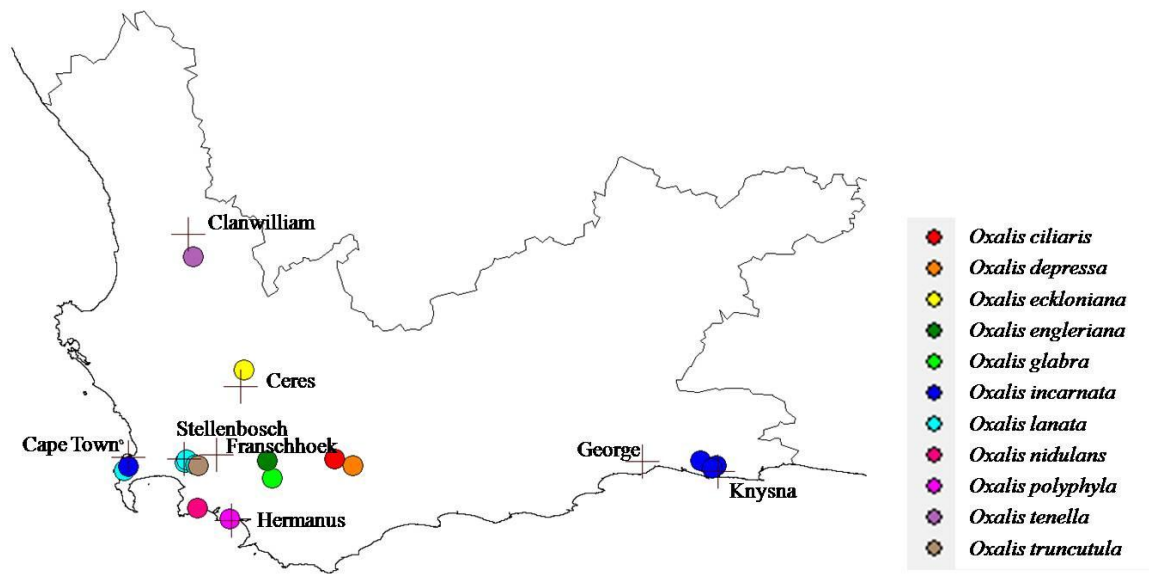 Clanwilliam
Ceres
Stellenbosch
Cape Town
Franschhoek
George
Knysna
Hermanus
Oxalis ciliaris
Oxalis depressa
Oxalis eckloniana
Oxalis engleriana
Oxalis glabra
Oxalis incarnata
Oxalis lanata
Oxalis nidulans
Oxalis polyphyla
Oxalis tenella
Oxalis truncutula